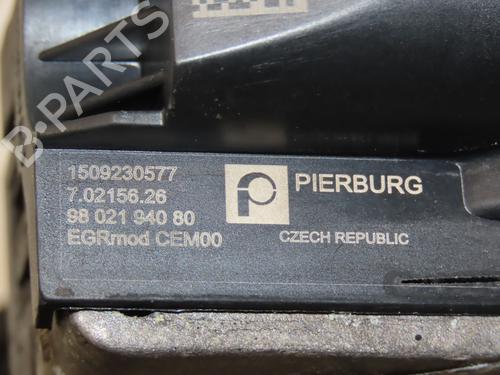 B-PARTS
1509230577
7.02156.26
98 021 940 80
EGRmod CEM00
PIERBURG
CZECH REPUBLIC